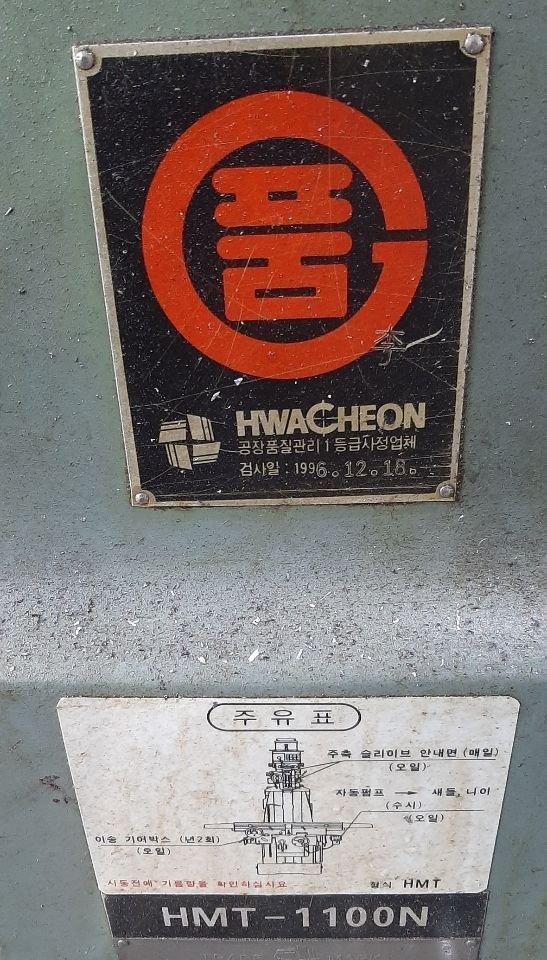 품
李
HWACHEON
공장품질관리 1 등급사정업체
검사일 : 1996. 12. 18.
주 유 표
주축 슬리이브 안내면 (매일)
(오일)
자동펌프 → 새들, 니이
(수시)
(오일)
이송 기어박스 (년2회)
(오일)
시동전에 기름량을 확인하십시요
형식 HMT
HMT-1100N